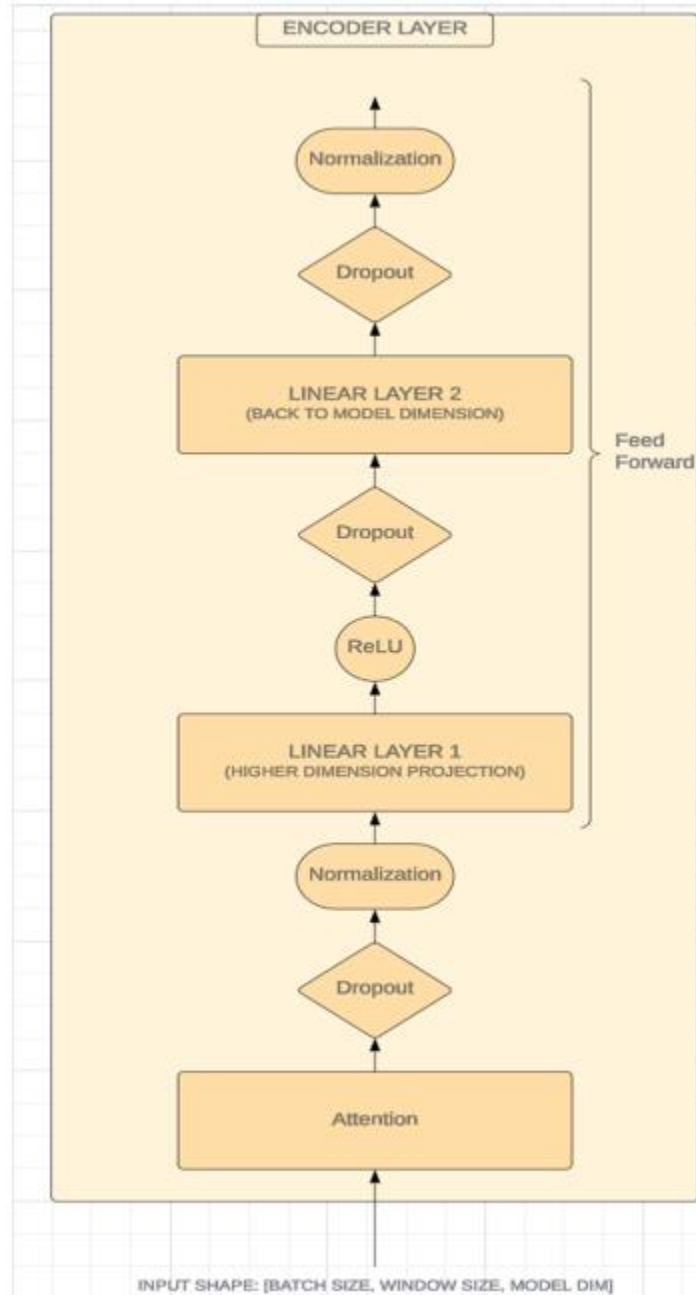 ENCODER LAYER
Normalization
Dropout
LINEAR LAYER 2
(BACK TO MODEL DIMENSION)
Feed
Forward
Dropout
ReLU
LINEAR LAYER 1
(HIGHER DIMENSION PROJECTION)
Normalization
Dropout
Attention
INPUT SHAPE: [BATCH SIZE, WINDOW SIZE, MODEL DIM]